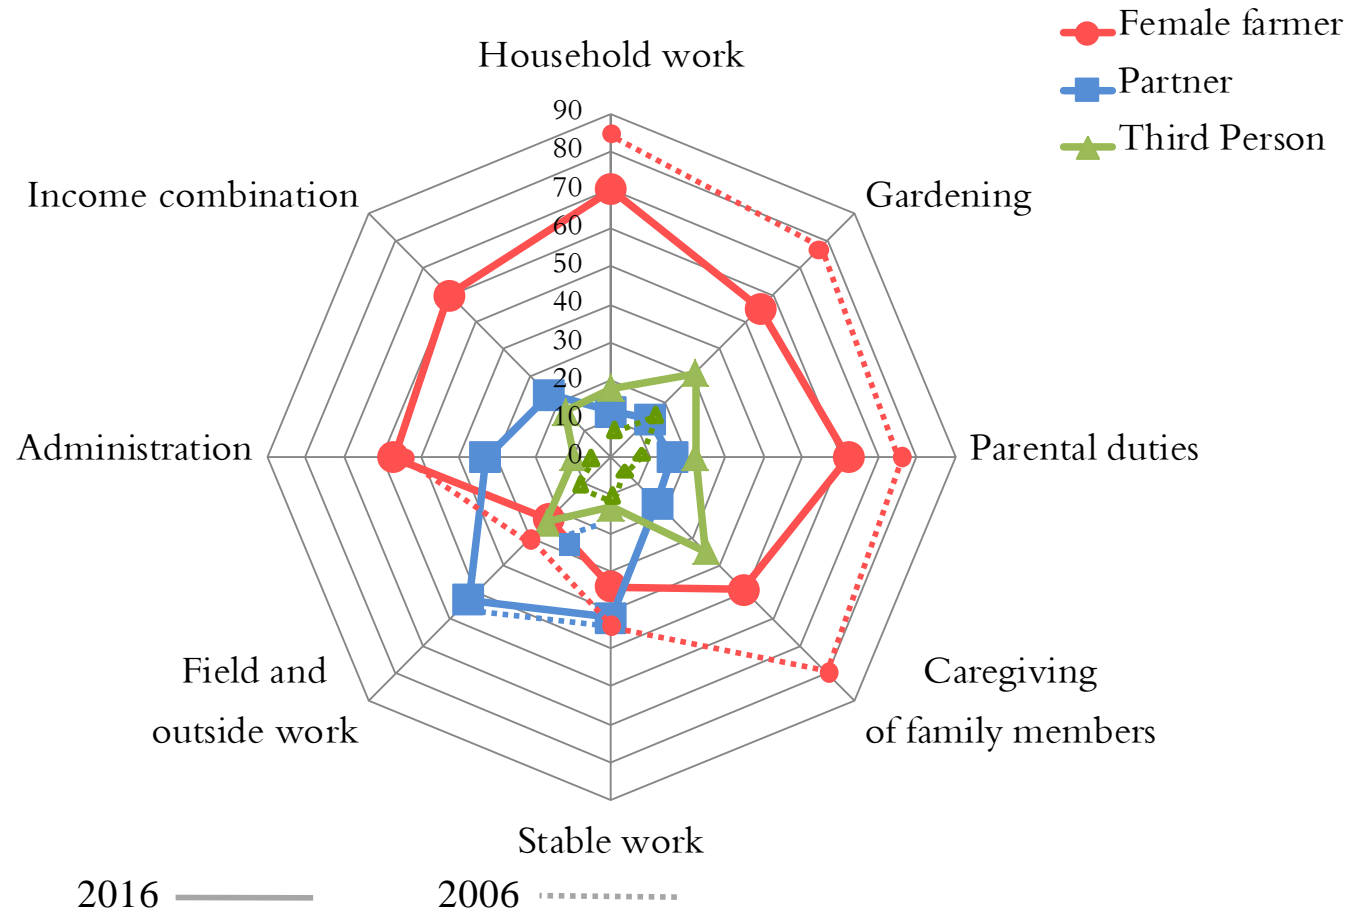 Female farmer
Partner
Third Person
Household work
90
80
70
60
50
40
30
20
10
0
Income combination
Gardening
Administration
Parental duties
Field and
outside work
Caregiving
of family members
Stable work
2016
2006